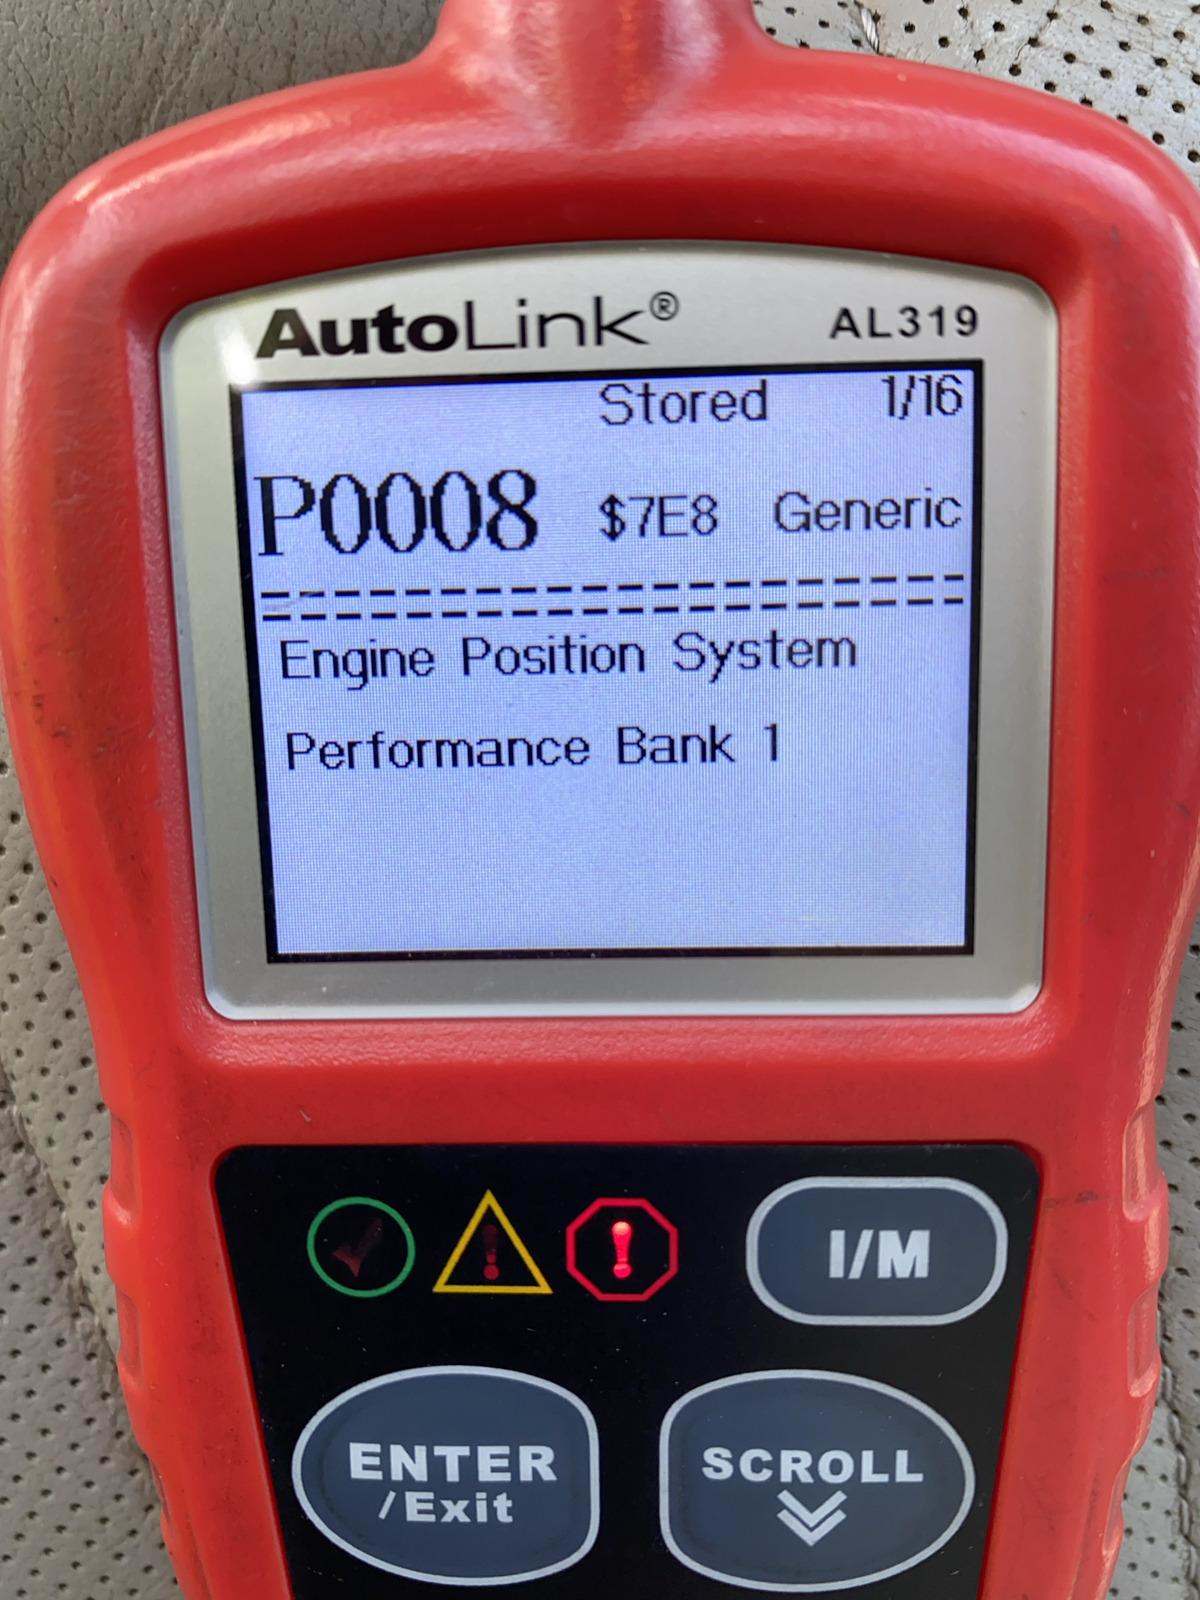 AutoLink® AL319
Stored 1/16
P0008 $7E8 Generic
Engine Position System
Performance Bank 1
I/M
ENTER
/Exit
SCROLL